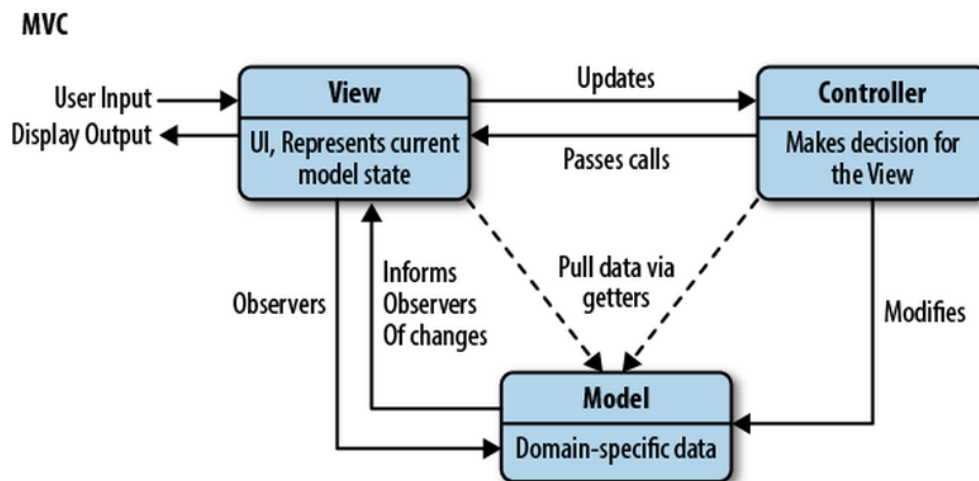 MVC
User Input
Display Output
View
UI, Represents current
model state
Updates
Passes calls
Controller
Makes decision for
the View
Observers
Informs
Observers
Of changes
Pull data via
getters
Modifies
Model
Domain-specific data